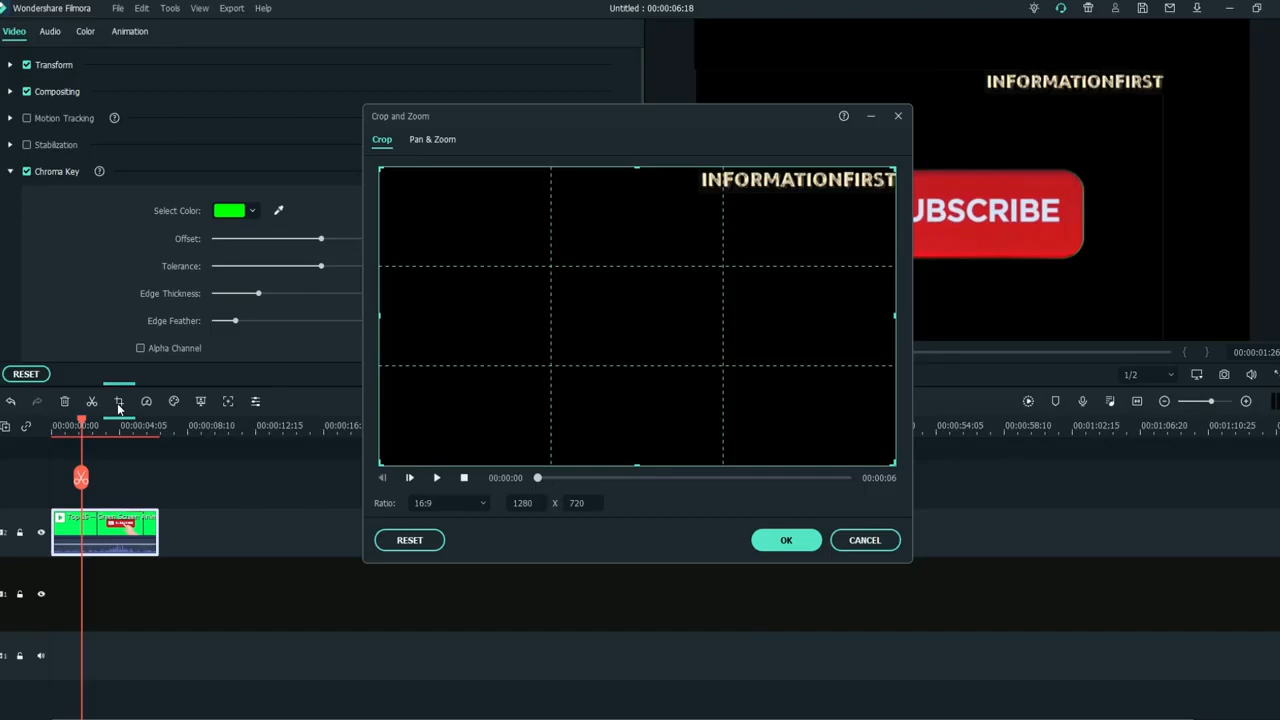 Wondershare Filmora File Edit Tools View Export Help Untitled : 00:00:06:18
Video Audio Color Animation
Transform
Compositing
Motion Tracking
Stabilization
Chroma Key
Select Color:
Offset:
Tolerance:
Edge Thickness:
Edge Feather:
Alpha Channel
RESET
INFORMATIONFIRST
UBSCRIBE
1/2
00:00:01:26
Crop and Zoom
Crop Pan & Zoom
INFORMATIONFIRST
00:00:00 00:00:06
Ratio: 16:9 1280 X 720
RESET OK CANCEL
00:00:00:00 00:00:04:05 00:00:08:10 00:00:12:15 00:00:16: 00:00:54:05 00:00:58:10 00:01:02:15 00:01:06:20 00:01:10:25